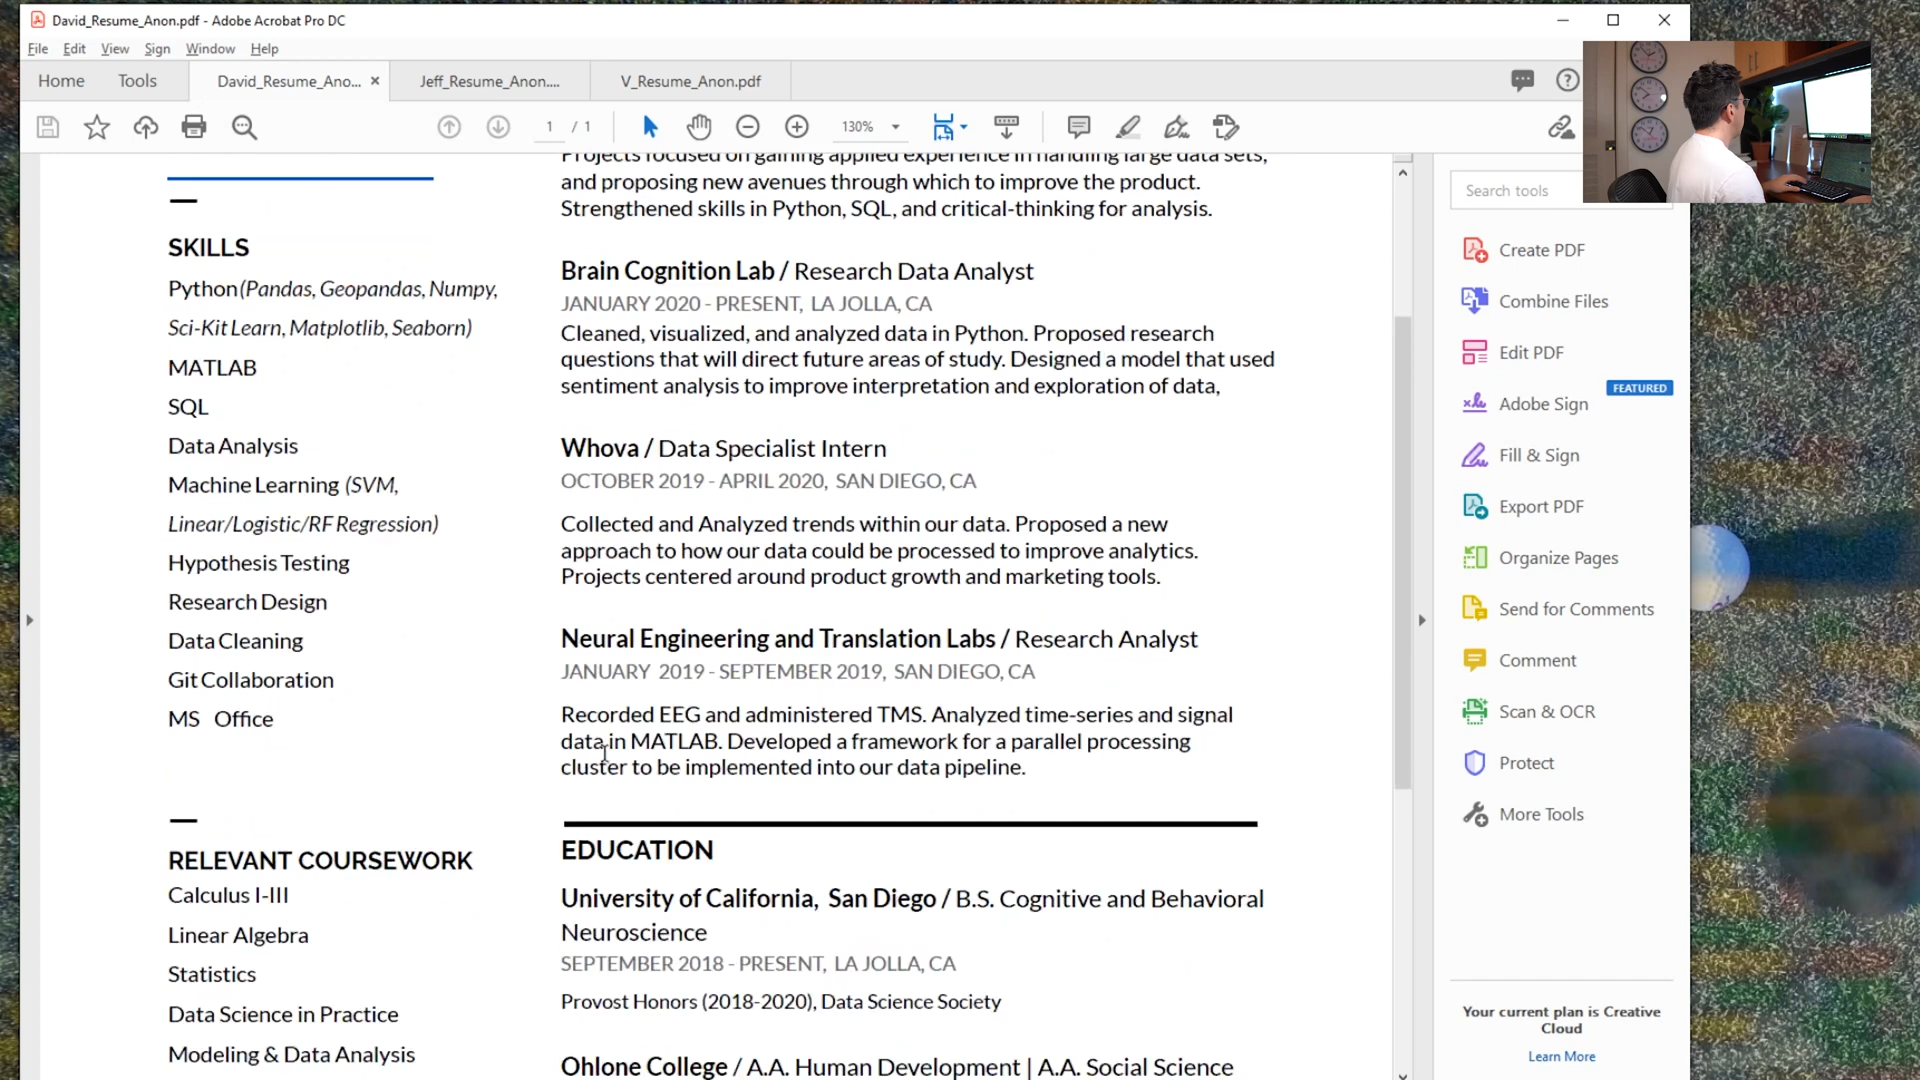 David_Resume_Anon.pdf - Adobe Acrobat Pro DC
File Edit View Sign Window Help
Home Tools David_Resume_Ano... Jeff_Resume_Anon.... V_Resume_Anon.pdf
1 / 1 130%
Projects focused on gaining applied experience in handling large data sets,
and proposing new avenues through which to improve the product.
Strengthened skills in Python, SQL, and critical-thinking for analysis.
SKILLS
Python(Pandas, Geopandas, Numpy,
Sci-Kit Learn, Matplotlib, Seaborn)
MATLAB
SQL
Data Analysis
Machine Learning (SVM,
Linear/Logistic/RF Regression)
Hypothesis Testing
Research Design
Data Cleaning
Git Collaboration
MS Office
RELEVANT COURSEWORK
Calculus I-III
Linear Algebra
Statistics
Data Science in Practice
Modeling & Data Analysis
Brain Cognition Lab / Research Data Analyst
JANUARY 2020 - PRESENT, LA JOLLA, CA
Cleaned, visualized, and analyzed data in Python. Proposed research
questions that will direct future areas of study. Designed a model that used
sentiment analysis to improve interpretation and exploration of data,
Whova / Data Specialist Intern
OCTOBER 2019 - APRIL 2020, SAN DIEGO, CA
Collected and Analyzed trends within our data. Proposed a new
approach to how our data could be processed to improve analytics.
Projects centered around product growth and marketing tools.
Neural Engineering and Translation Labs / Research Analyst
JANUARY 2019 - SEPTEMBER 2019, SAN DIEGO, CA
Recorded EEG and administered TMS. Analyzed time-series and signal
data in MATLAB. Developed a framework for a parallel processing
cluster to be implemented into our data pipeline.
EDUCATION
University of California, San Diego / B.S. Cognitive and Behavioral
Neuroscience
SEPTEMBER 2018 - PRESENT, LA JOLLA, CA
Provost Honors (2018-2020), Data Science Society
Ohlone College / A.A. Human Development | A.A. Social Science
Search tools
Create PDF
Combine Files
Edit PDF
FEATURED
Adobe Sign
Fill & Sign
Export PDF
Organize Pages
Send for Comments
Comment
Scan & OCR
Protect
More Tools
Your current plan is Creative
Cloud
Learn More